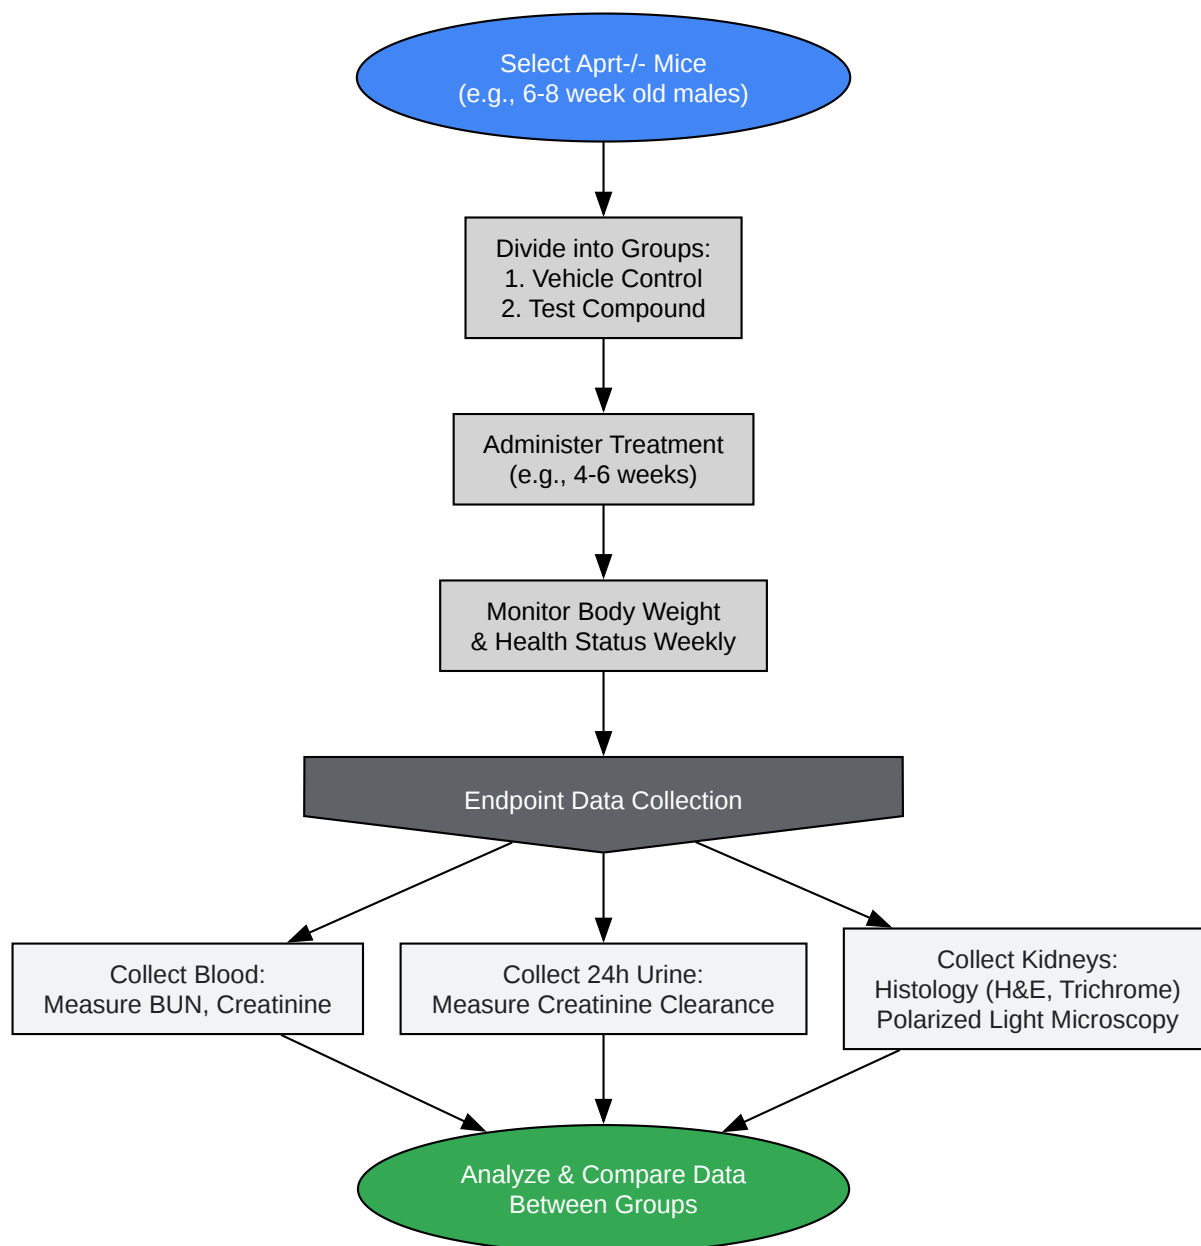 Select Aprt-/- Mice
(e.g., 6-8 week old males)
Divide into Groups:
1. Vehicle Control
2. Test Compound
Administer Treatment
(e.g., 4-6 weeks)
Monitor Body Weight
& Health Status Weekly
Endpoint Data Collection
Collect Blood:
Measure BUN, Creatinine
Collect 24h Urine:
Measure Creatinine Clearance
Collect Kidneys:
Histology (H&E, Trichrome)
Polarized Light Microscopy
Analyze & Compare Data
Between Groups